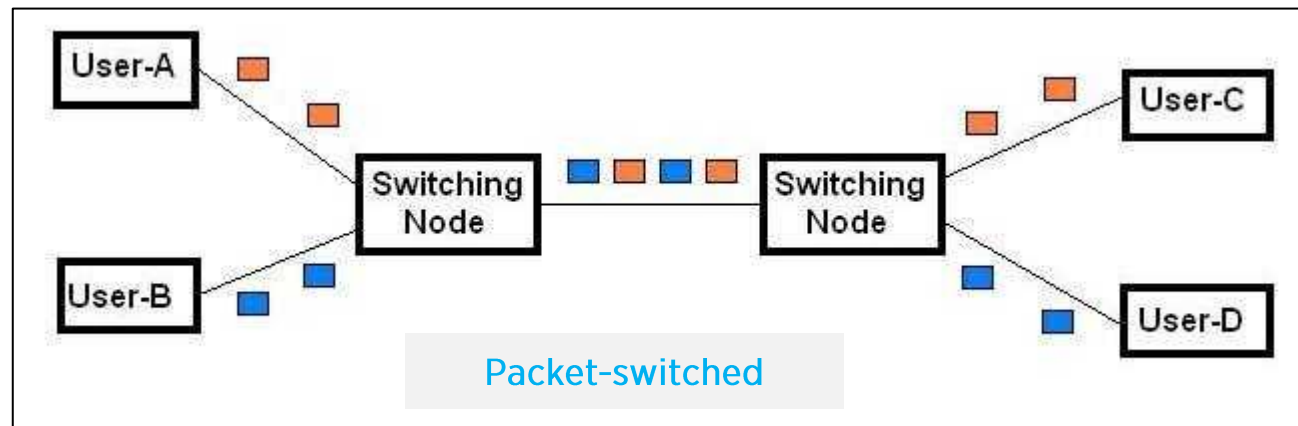 User-A
User-C
Switching
Node
Switching
Node
User-B
User-D
Packet-switched